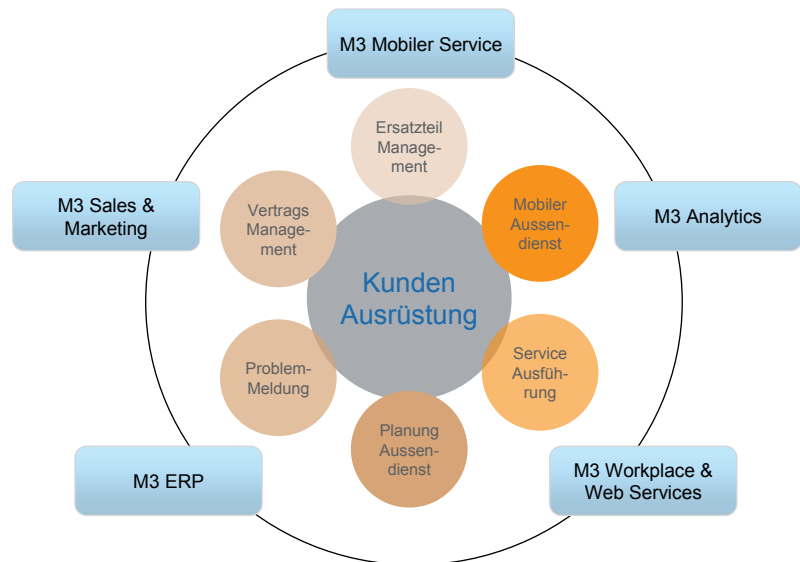 M3 Mobiler Service
Ersatzteil
Manage-
ment
M3 Sales &
Marketing
Vertrags
Manage-
ment
Mobiler
Aussen-
dienst
M3 Analytics
Kunden
Ausrüstung
Problem-
Meldung
Service
Ausfüh-
rung
Planung
Aussen-
dienst
M3 ERP
M3 Workplace &
Web Services